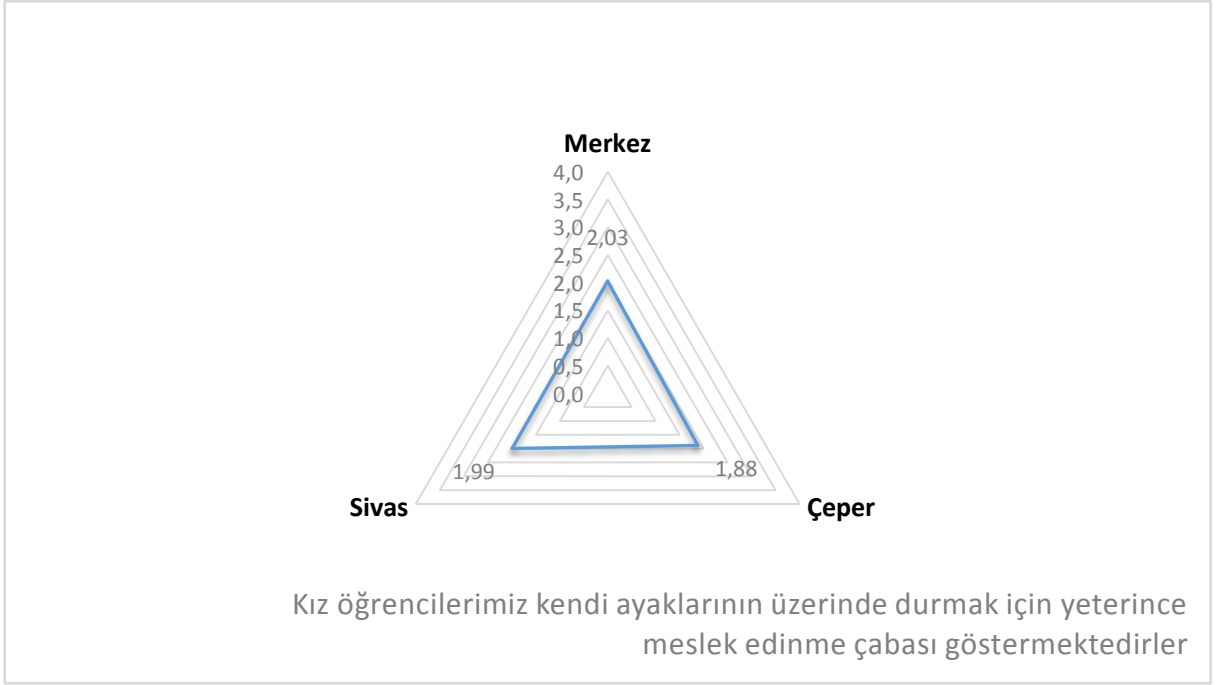 Merkez
4,0
3,5
3,0
2,03
2,5
2,0
1,5
1,0
0,5
0,0
1,99
1,88
Sivas
Çeper
Kız öğrencilerimiz kendi ayaklarının üzerinde durmak için yeterince
meslek edinme çabası göstermektedirler